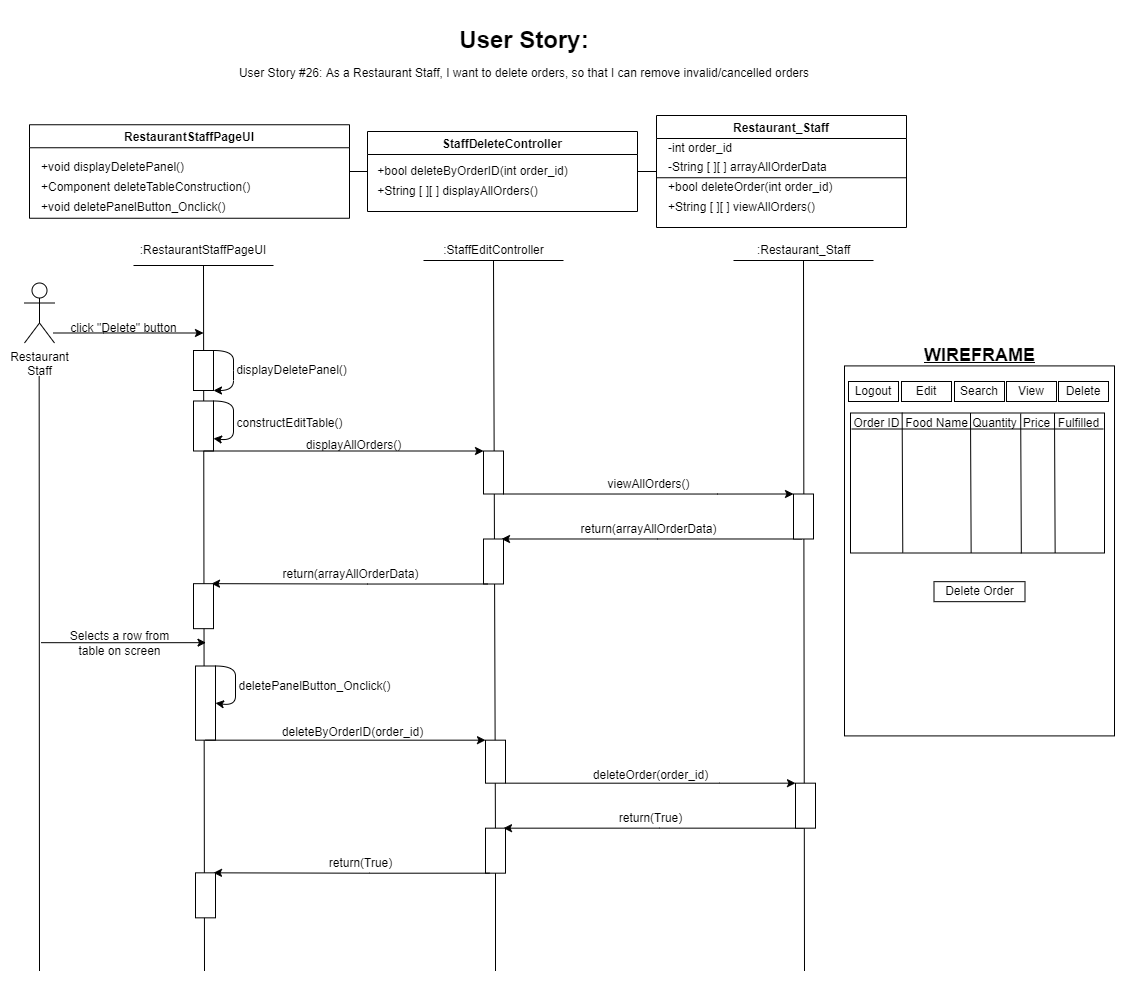 User Story:
User Story #26: As a Restaurant Staff, I want to delete orders, so that I can remove invalid/cancelled orders
RestaurantStaffPageUI
+void displayDeletePanel()
+Component deleteTableConstruction()
+void deletePanelButton_Onclick()
StaffDeleteController
+bool deleteByOrderID(int order_id)
+String [ ][ ] displayAllOrders()
Restaurant_Staff
-int order_id
-String [ ][ ] arrayAllOrderData
+bool deleteOrder(int order_id)
+String [ ][ ] viewAllOrders()
:RestaurantStaffPageUI
:StaffEditController
:Restaurant_Staff
Restaurant
Staff
click "Delete" button
displayDeletePanel()
constructEditTable()
displayAllOrders()
viewAllOrders()
return(arrayAllOrderData)
return(arrayAllOrderData)
Selects a row from
table on screen
deletePanelButton_Onclick()
deleteByOrderID(order_id)
deleteOrder(order_id)
return(True)
return(True)
WIREFRAME
Logout Edit Search View Delete
Order ID Food Name Quantity Price Fulfilled
Delete Order